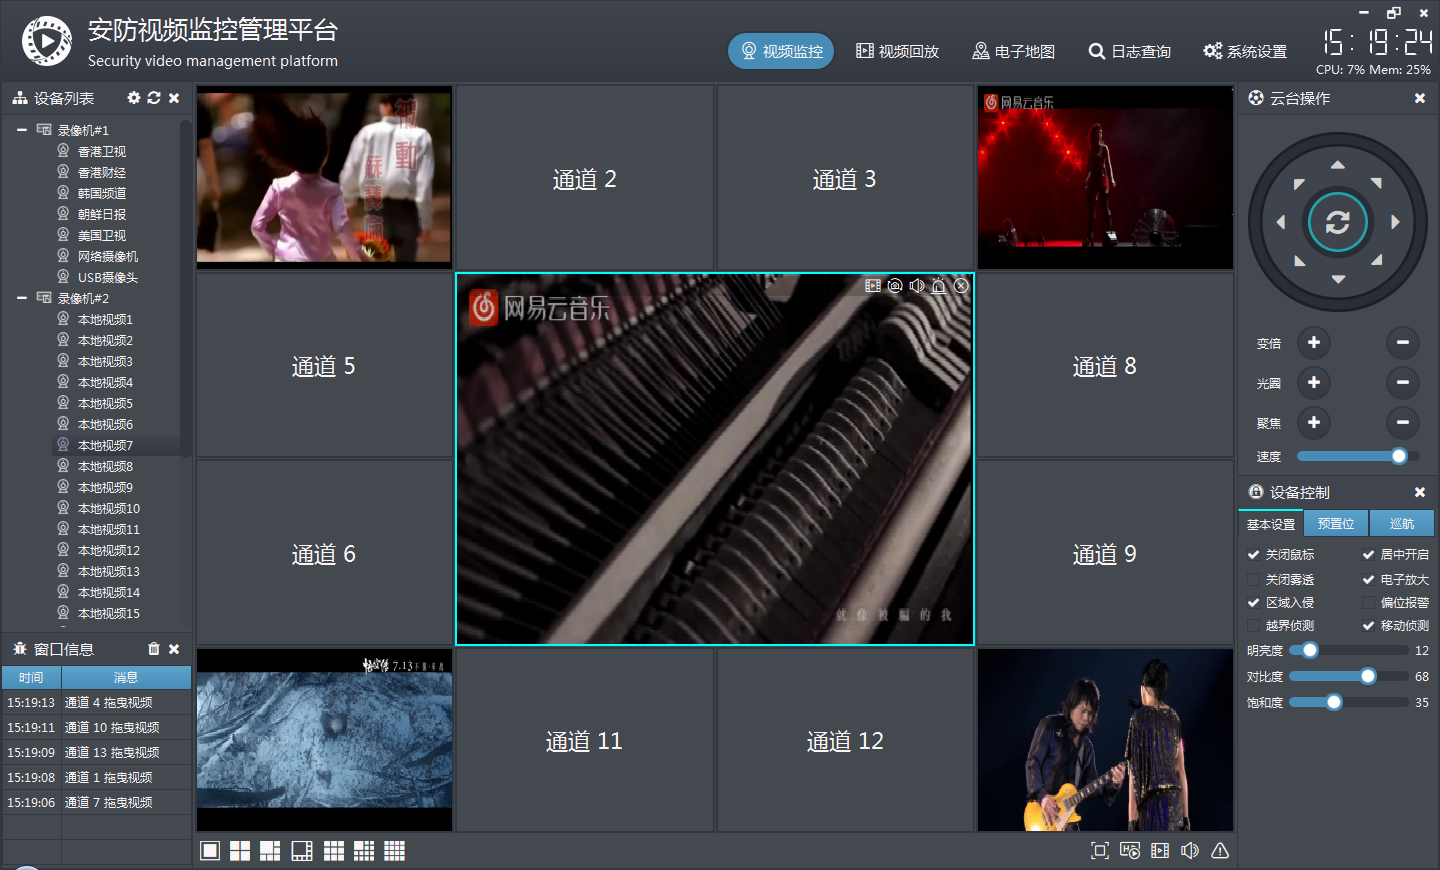 安防视频监控管理平台
Security video management platform
视频监控
视频回放
电子地图
日志查询
系统设置
15:19:24
CPU: 7% Mem: 25%
设备列表
录像机#1
香港卫视
香港财经
韩国频道
朝鲜日报
美国卫视
网络摄像机
USB摄像头
录像机#2
本地视频1
本地视频2
本地视频3
本地视频4
本地视频5
本地视频6
本地视频7
本地视频8
本地视频9
本地视频10
本地视频11
本地视频12
本地视频13
本地视频14
本地视频15
窗口信息
时间 消息
15:19:13 通道 4 拖曳视频
15:19:11 通道 10 拖曳视频
15:19:09 通道 13 拖曳视频
15:19:08 通道 1 拖曳视频
15:19:06 通道 7 拖曳视频
通道 2
通道 3
网易云音乐
通道 5
网易云音乐
就像被騙的我
通道 8
通道 6
通道 9
7.13
通道 11
通道 12
云台操作
变倍
光圈
聚焦
速度
设备控制
基本设置 预置位 巡航
关闭鼠标 居中开启
关闭雾透 电子放大
区域入侵 偏位报警
越界侦测 移动侦测
明亮度 12
对比度 68
饱和度 35